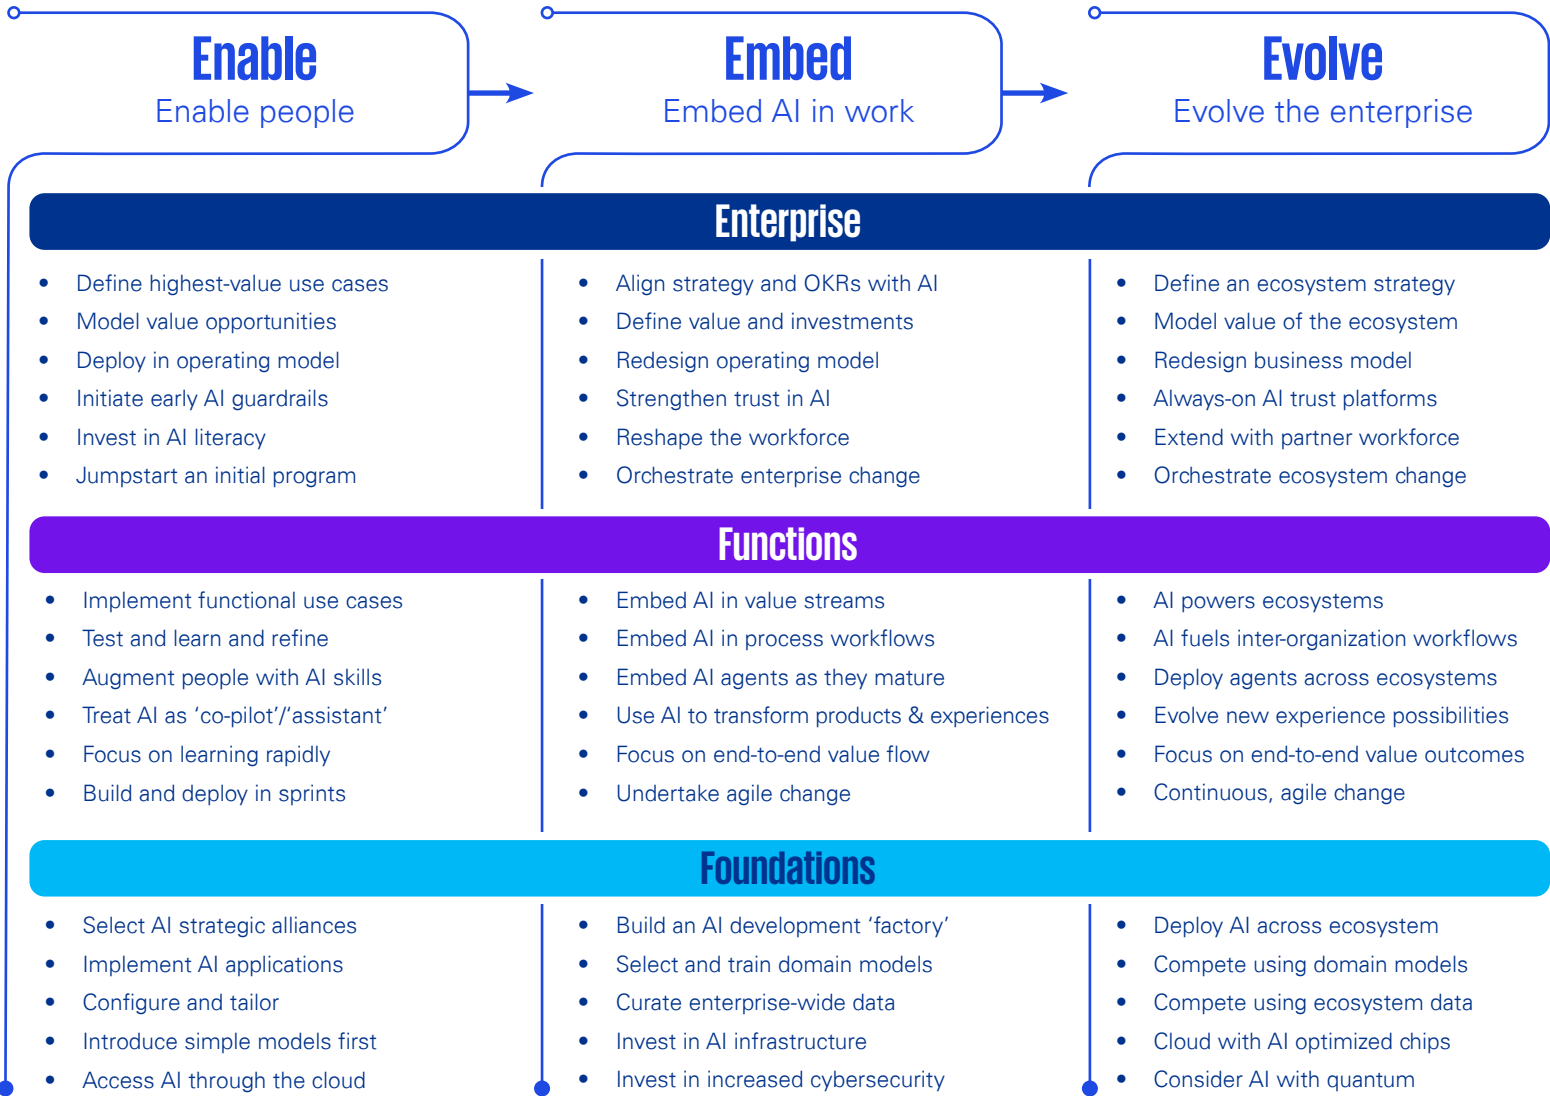 Enable
Enable people
Embed
Embed AI in work
Evolve
Evolve the enterprise
Enterprise
• Define highest-value use cases
• Model value opportunities
• Deploy in operating model
• Initiate early AI guardrails
• Invest in AI literacy
• Jumpstart an initial program
• Align strategy and OKRs with AI
• Define value and investments
• Redesign operating model
• Strengthen trust in AI
• Reshape the workforce
• Orchestrate enterprise change
• Define an ecosystem strategy
• Model value of the ecosystem
• Redesign business model
• Always-on AI trust platforms
• Extend with partner workforce
• Orchestrate ecosystem change
Functions
• Implement functional use cases
• Test and learn and refine
• Augment people with AI skills
• Treat AI as ‘co-pilot’/‘assistant’
• Focus on learning rapidly
• Build and deploy in sprints
• Embed AI in value streams
• Embed AI in process workflows
• Embed AI agents as they mature
• Use AI to transform products & experiences
• Focus on end-to-end value flow
• Undertake agile change
• AI powers ecosystems
• AI fuels inter-organization workflows
• Deploy agents across ecosystems
• Evolve new experience possibilities
• Focus on end-to-end value outcomes
• Continuous, agile change
Foundations
• Select AI strategic alliances
• Implement AI applications
• Configure and tailor
• Introduce simple models first
• Access AI through the cloud
• Build an AI development ‘factory’
• Select and train domain models
• Curate enterprise-wide data
• Invest in AI infrastructure
• Invest in increased cybersecurity
• Deploy AI across ecosystem
• Compete using domain models
• Compete using ecosystem data
• Cloud with AI optimized chips
• Consider AI with quantum